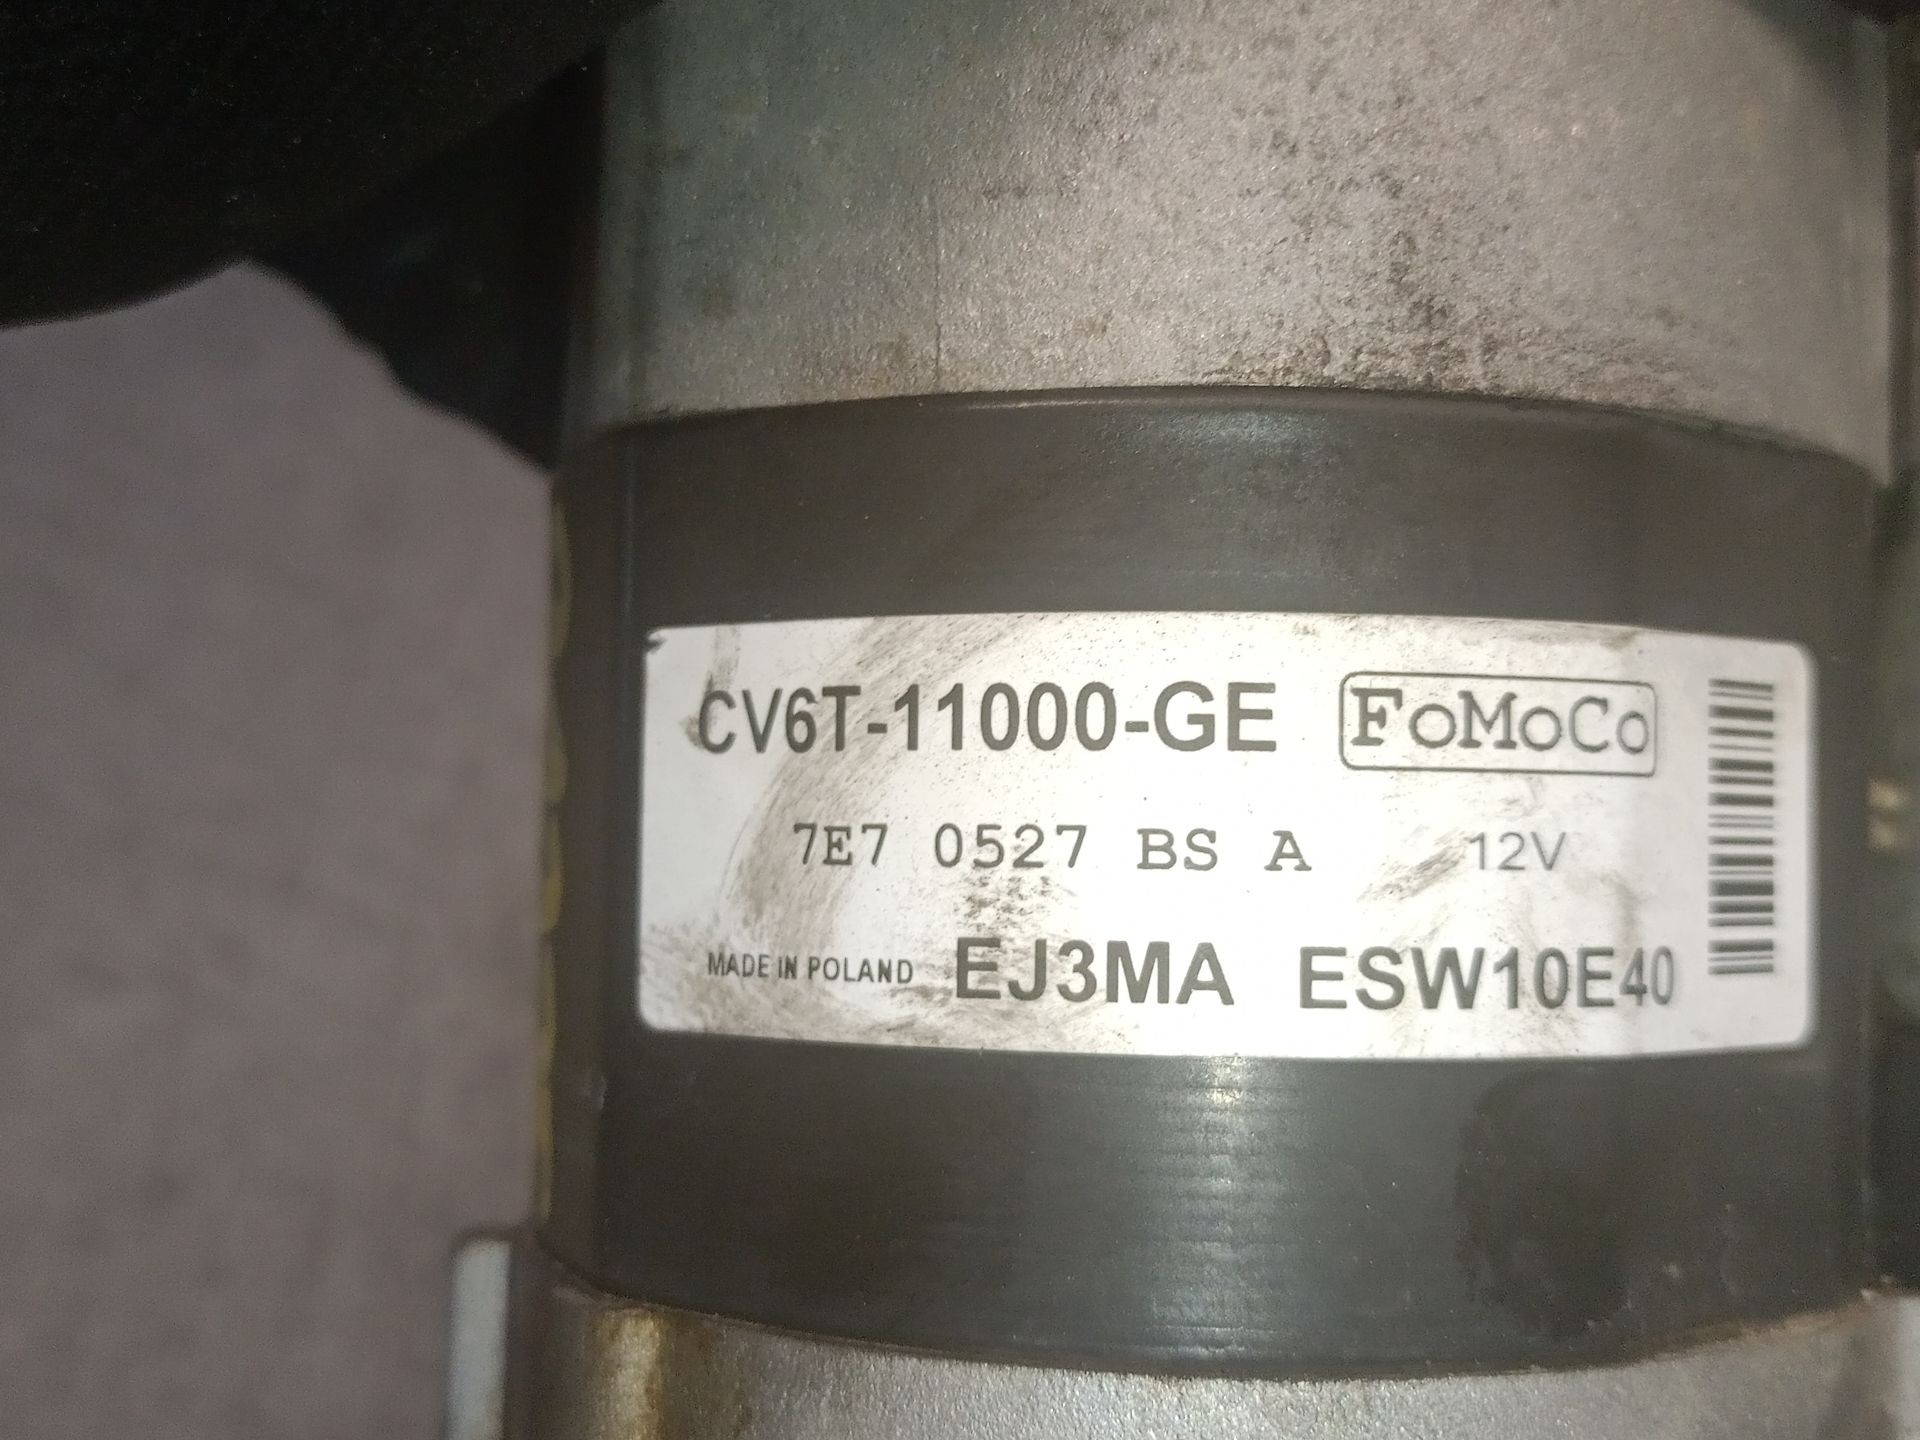 CV6T-11000-GE FoMoCo
7E7 0527 BS A 12V
MADE IN POLAND EJ3MA ESW10E40